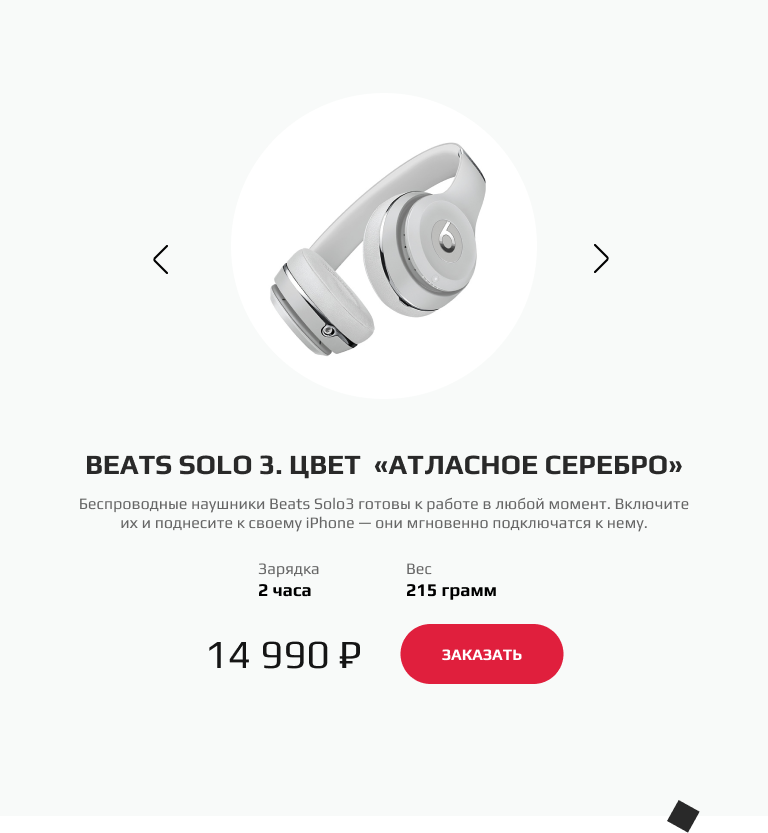 BEATS SOLO 3. ЦВЕТ «АТЛАСНОЕ СЕРЕБРО»
Беспроводные наушники Beats Solo3 готовы к работе в любой момент. Включите
их и поднесите к своему iPhone — они мгновенно подключатся к нему.
Зарядка Вес
2 часа 215 грамм
14 990 ₽ ЗАКАЗАТЬ